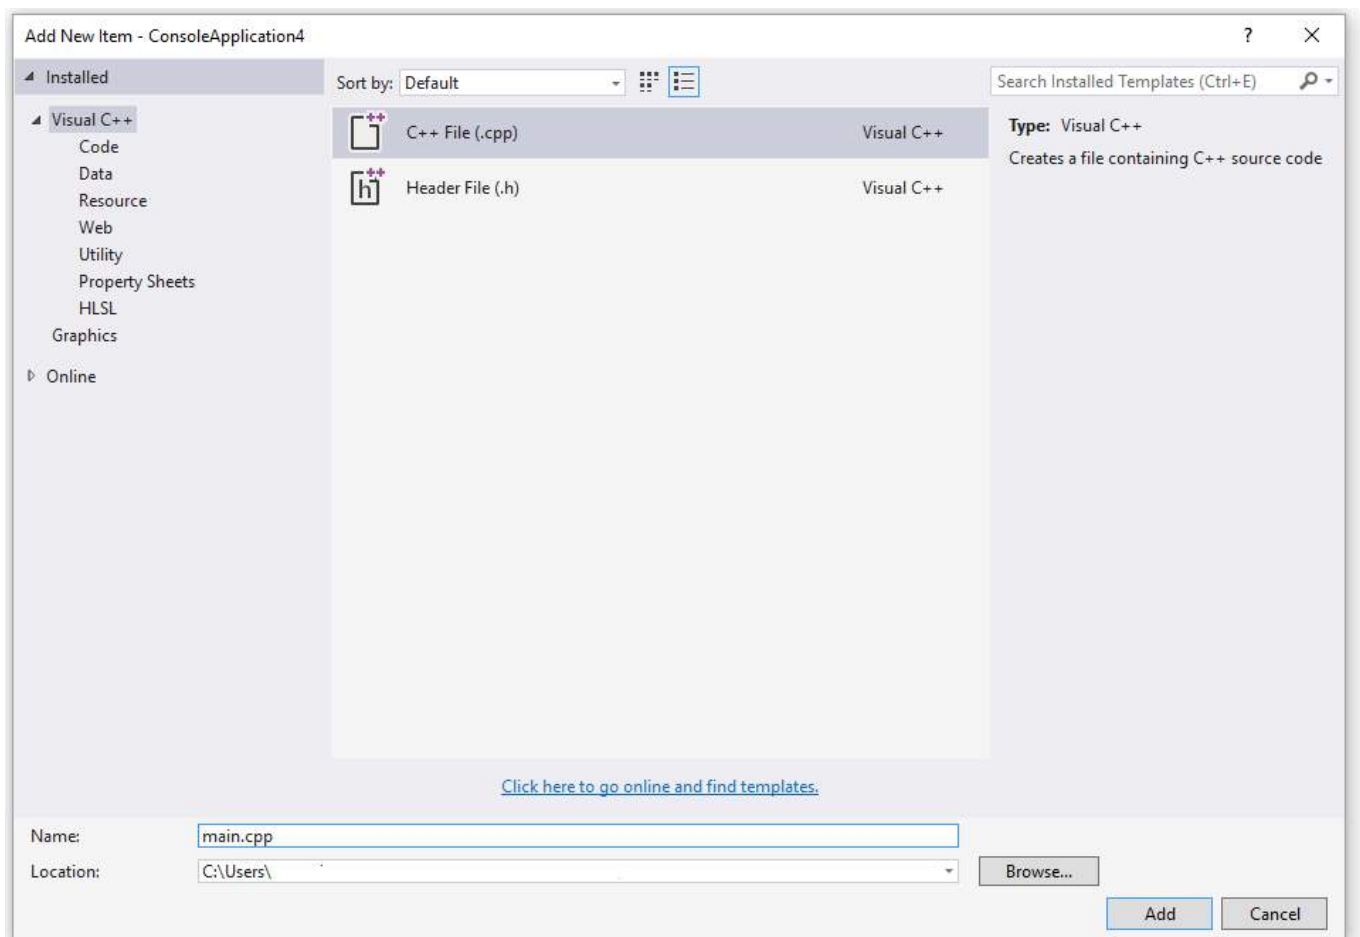 Add New Item - ConsoleApplication4
?
Installed
Sort by: Default
Search Installed Templates (Ctrl+E)
Visual C++
Code
Data
Resource
Web
Utility
Property Sheets
HLSL
Graphics
Online
C++ File (.cpp) Visual C++
Header File (.h) Visual C++
Type: Visual C++
Creates a file containing C++ source code
Click here to go online and find templates.
Name: main.cpp
Location: C:\Users\
Browse...
Add Cancel